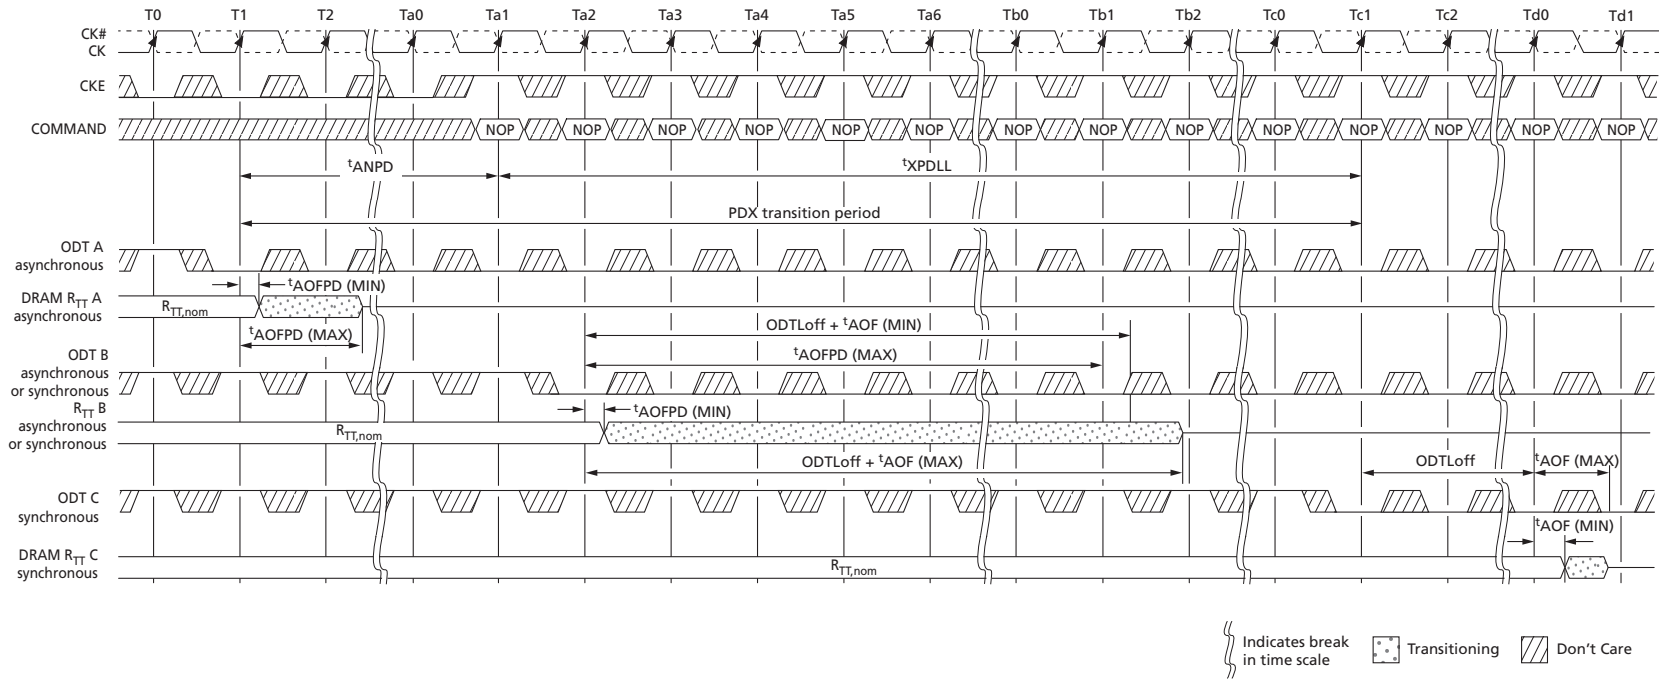 T0 T1 T2 Ta0 Ta1 Ta2 Ta3 Ta4 Ta5 Ta6 Tb0 Tb1 Tb2 Tc0 Tc1 Tc2 Td0 Td1
CK#
CK
CKE
COMMAND NOP NOP NOP NOP NOP NOP NOP NOP NOP NOP NOP NOP NOP NOP
tANPD tXPDLL
PDX transition period
ODT A
asynchronous
tAOFPD (MIN)
DRAM RTT A
asynchronous
RTT,nom
tAOFPD (MAX)
ODTLoff + tAOF (MIN)
tAOFPD (MAX)
ODT B
asynchronous
or synchronous
tAOFPD (MIN)
RTT B
asynchronous
or synchronous
RTT,nom
ODTLoff + tAOF (MAX)
ODTLoff tAOF (MAX)
ODT C
synchronous
tAOF (MIN)
DRAM RTT C
synchronous
RTT,nom
Indicates break
in time scale
Transitioning
Don't Care